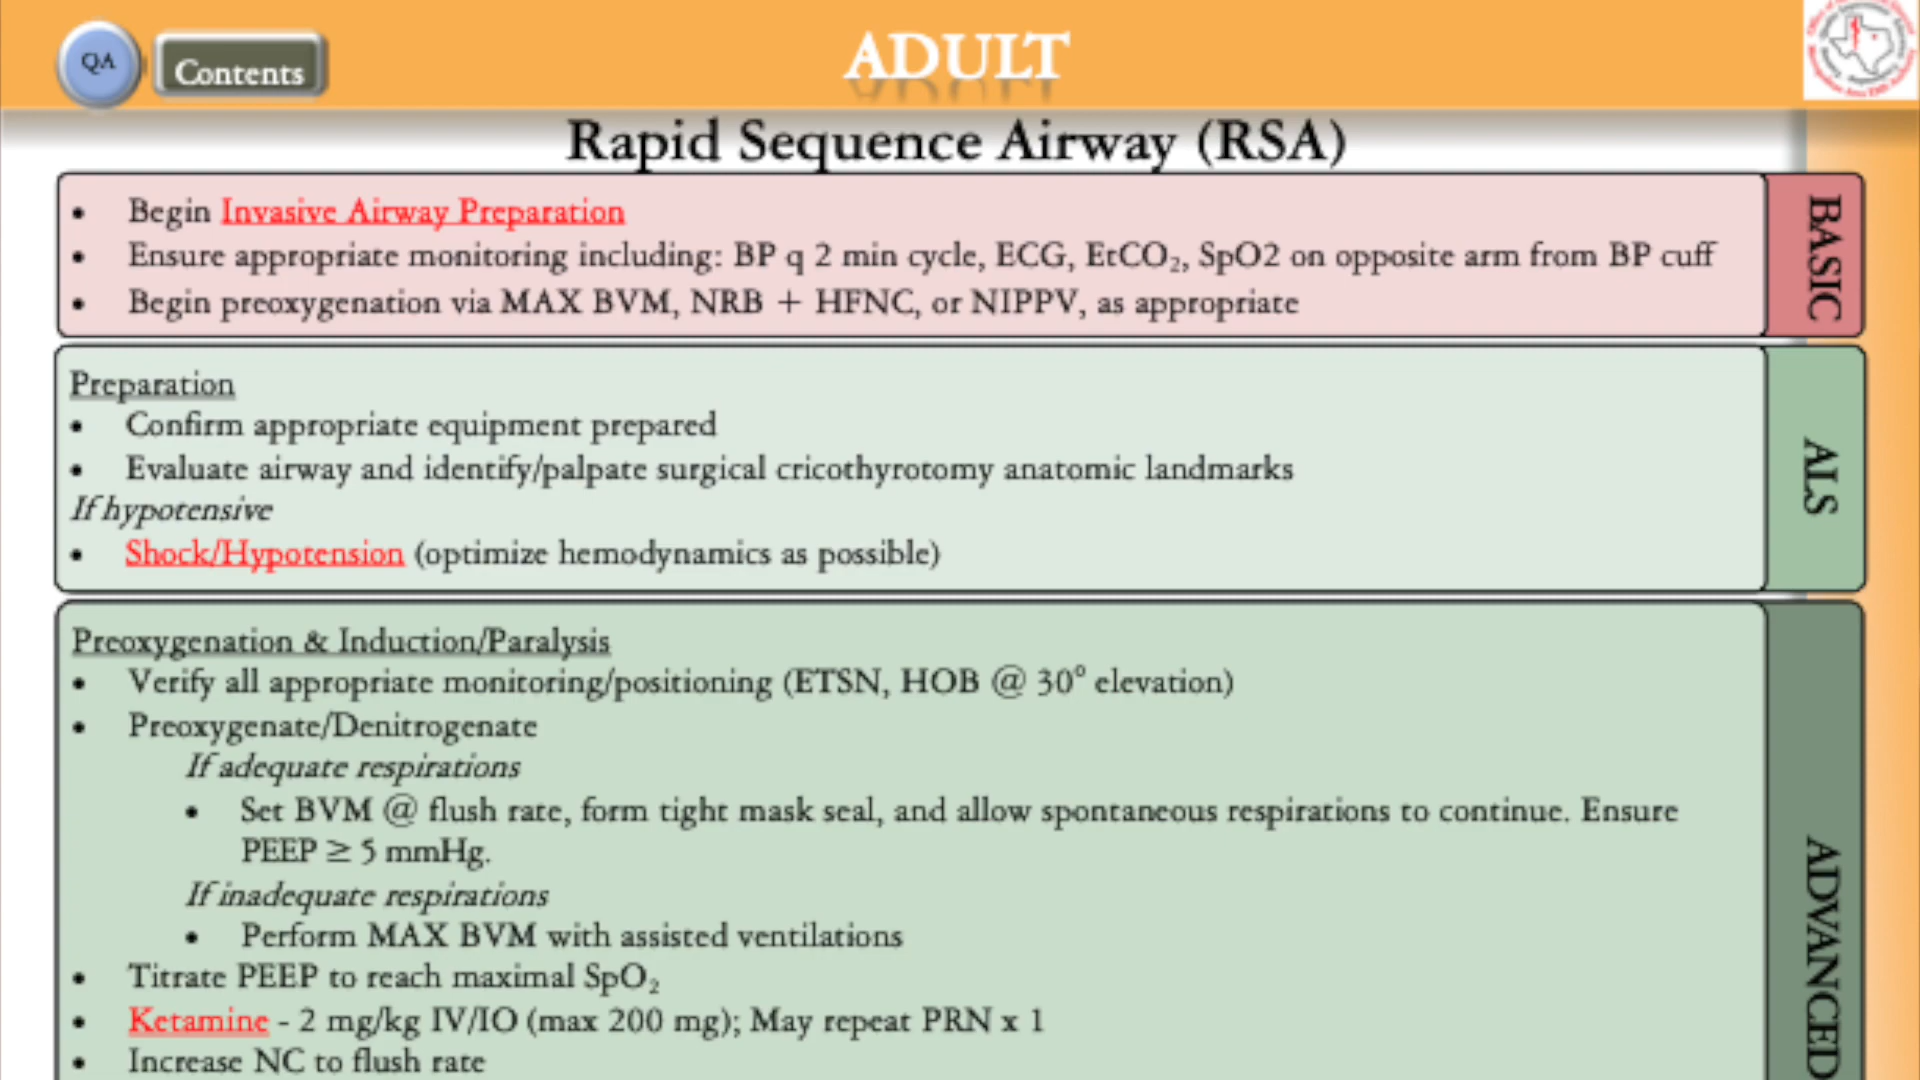 QA
Contents
ADULT
Rapid Sequence Airway (RSA)
• Begin Invasive Airway Preparation
• Ensure appropriate monitoring including: BP q 2 min cycle, ECG, EtCO₂, SpO2 on opposite arm from BP cuff
• Begin preoxygenation via MAX BVM, NRB + HFNC, or NIPPV, as appropriate
BASIC
Preparation
• Confirm appropriate equipment prepared
• Evaluate airway and identify/palpate surgical cricothyrotomy anatomic landmarks
If hypotensive
• Shock/Hypotension (optimize hemodynamics as possible)
ALS
Preoxygenation & Induction/Paralysis
• Verify all appropriate monitoring/positioning (ETSN, HOB @ 30° elevation)
• Preoxygenate/Denitrogenate
If adequate respirations
• Set BVM @ flush rate, form tight mask seal, and allow spontaneous respirations to continue. Ensure
PEEP ≥ 5 mmHg.
If inadequate respirations
• Perform MAX BVM with assisted ventilations
• Titrate PEEP to reach maximal SpO₂
• Ketamine - 2 mg/kg IV/IO (max 200 mg); May repeat PRN x 1
• Increase NC to flush rate
ADVANCED